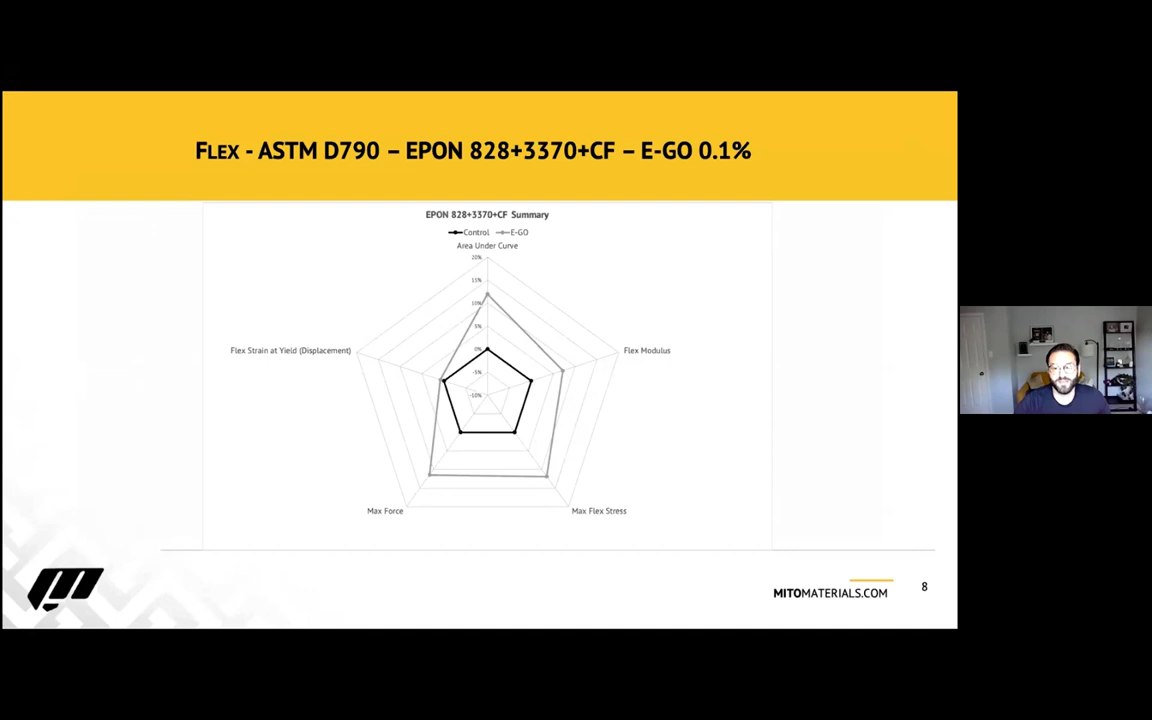 FLEX - ASTM D790 – EPON 828+3370+CF – E-GO 0.1%
EPON 828+3370+CF Summary
Control E-GO
Area Under Curve
20%
15%
10%
5%
0%
-5%
-10%
Flex Strain at Yield (Displacement)
Flex Modulus
Max Force
Max Flex Stress
MITOMATERIALS.COM
8